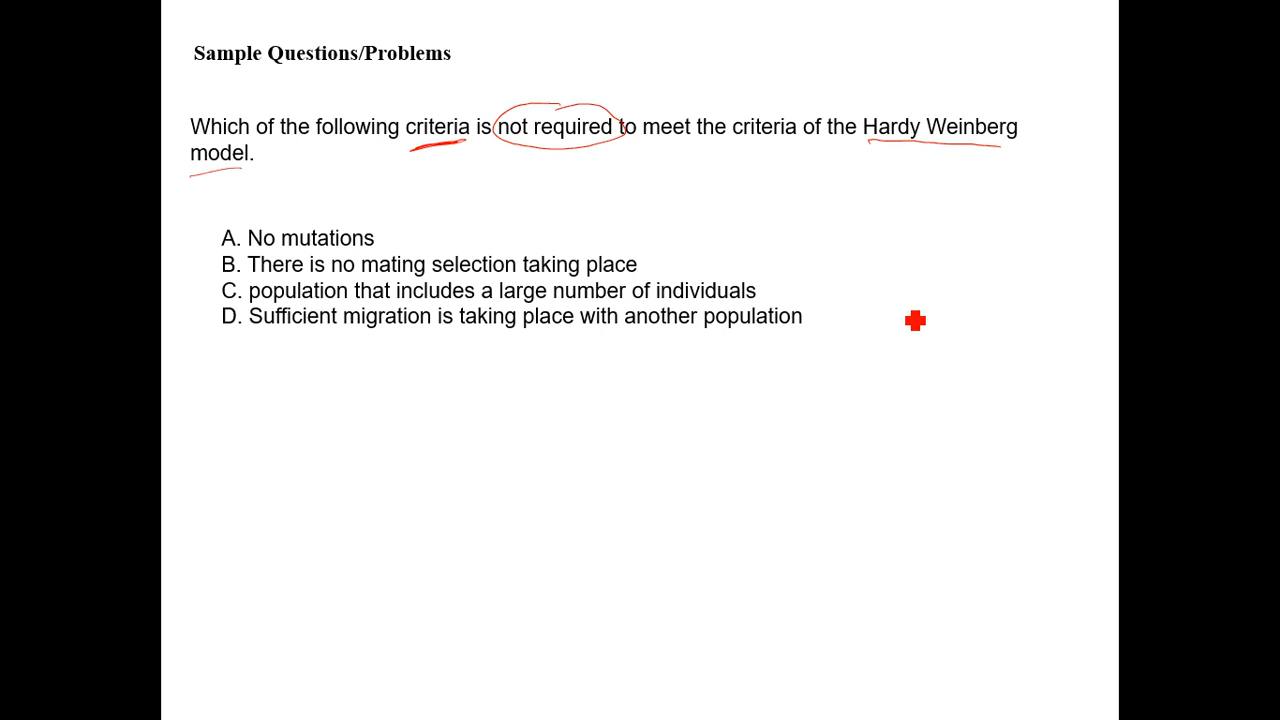 Sample Questions/Problems
Which of the following criteria is not required to meet the criteria of the Hardy Weinberg
model.
A. No mutations
B. There is no mating selection taking place
C. population that includes a large number of individuals
D. Sufficient migration is taking place with another population